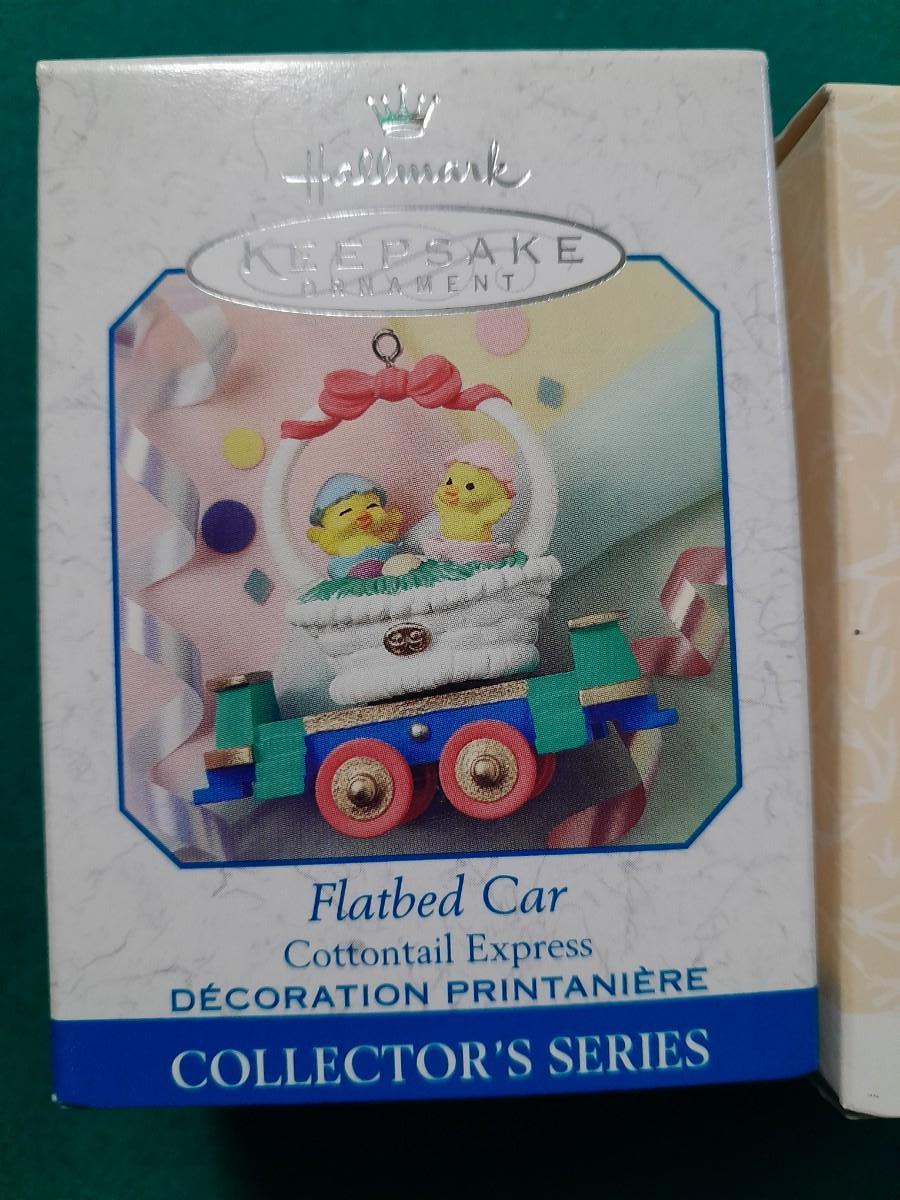 Hallmark
KEEPSAKE
ORNAMENT
99
Flatbed Car
Cottontail Express
DÉCORATION PRINTANIÈRE
COLLECTOR'S SERIES